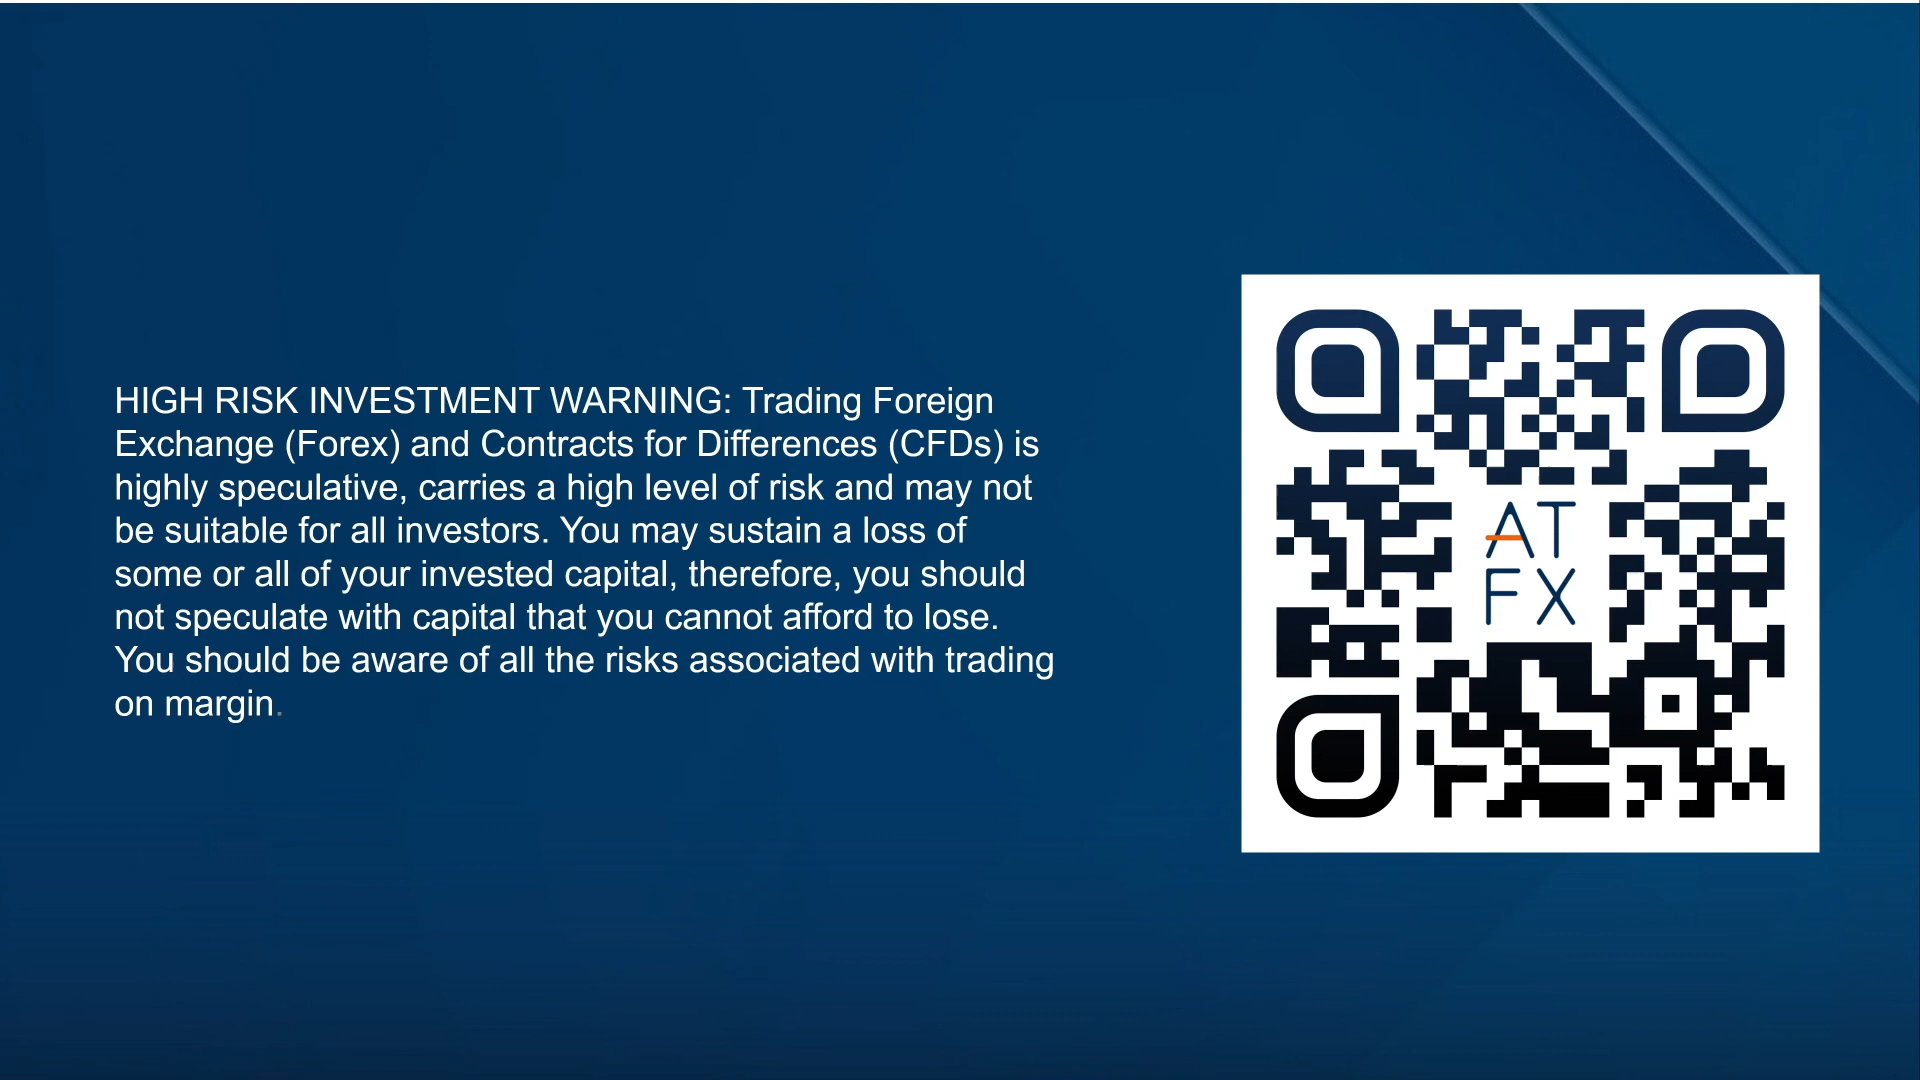 HIGH RISK INVESTMENT WARNING: Trading Foreign
Exchange (Forex) and Contracts for Differences (CFDs) is
highly speculative, carries a high level of risk and may not
be suitable for all investors. You may sustain a loss of
some or all of your invested capital, therefore, you should
not speculate with capital that you cannot afford to lose.
You should be aware of all the risks associated with trading
on margin.
AT
FX